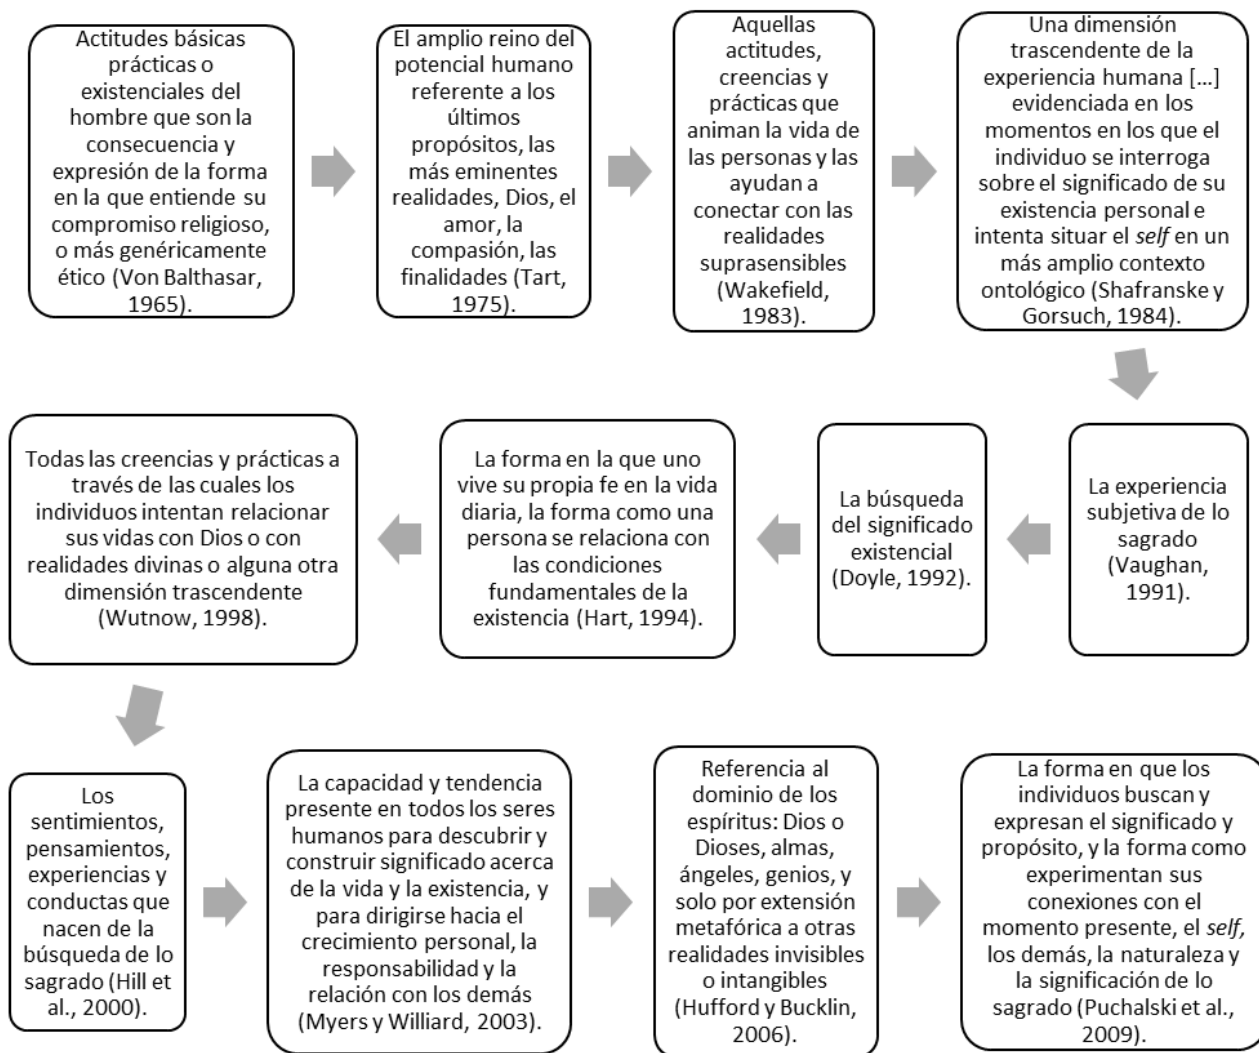 Actitudes básicas
prácticas o
existenciales del
hombre que son la
consecuencia y
expresión de la forma
en la que entiende su
compromiso religioso,
o más genéricamente
ético (Von Balthasar,
1965).
El amplio reino del
potencial humano
referente a los
últimos
propósitos, las
más eminentes
realidades, Dios, el
amor, la
compasión, las
finalidades (Tart,
1975).
Aquellas
actitudes,
creencias y
prácticas que
animan la vida de
las personas y las
ayudan a
conectar con las
realidades
suprasensibles
(Wakefield,
1983).
Una dimensión
trascendente de la
experiencia humana [...]
evidenciada en los
momentos en los que el
individuo se interroga
sobre el significado de su
existencia personal e
intenta situar el self en un
más amplio contexto
ontológico (Shafranske y
Gorsuch, 1984).
La experiencia
subjetiva de lo
sagrado
(Vaughan,
1991).
La búsqueda
del significado
existencial
(Doyle, 1992).
La forma en la que uno
vive su propia fe en la vida
diaria, la forma como una
persona se relaciona con
las condiciones
fundamentales de la
existencia (Hart, 1994).
Todas las creencias y prácticas a
través de las cuales los
individuos intentan relacionar
sus vidas con Dios o con
realidades divinas o alguna otra
dimensión trascendente
(Wutnow, 1998).
Los
sentimientos,
pensamientos,
experiencias y
conductas que
nacen de la
búsqueda de lo
sagrado (Hill et
al., 2000).
La capacidad y tendencia
presente en todos los seres
humanos para descubrir y
construir significado acerca
de la vida y la existencia, y
para dirigirse hacia el
crecimiento personal, la
responsabilidad y la
relación con los demás
(Myers y Williard, 2003).
Referencia al
dominio de los
espíritus: Dios o
Dioses, almas,
ángeles, genios, y
solo por extensión
metafórica a otras
realidades invisibles
o intangibles
(Hufford y Bucklin,
2006).
La forma en que los
individuos buscan y
expresan el significado y
propósito, y la forma como
experimentan sus
conexiones con el
momento presente, el self,
los demás, la naturaleza y
la significación de lo
sagrado (Puchalski et al.,
2009).